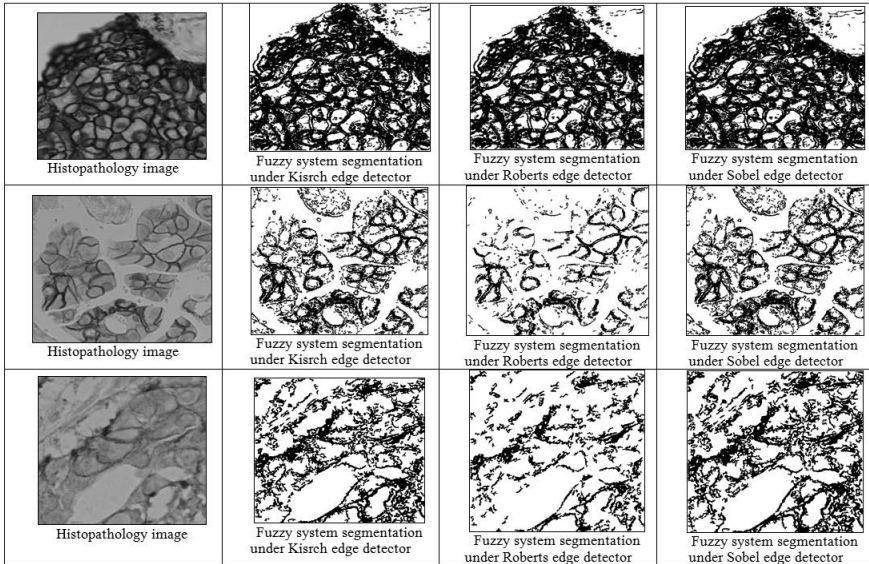 Histopathology image
Fuzzy system segmentation
under Kisrch edge detector
Fuzzy system segmentation
under Roberts edge detector
Fuzzy system segmentation
under Sobel edge detector
Histopathology image
Fuzzy system segmentation
under Kisrch edge detector
Fuzzy system segmentation
under Roberts edge detector
Fuzzy system segmentation
under Sobel edge detector
Histopathology image
Fuzzy system segmentation
under Kisrch edge detector
Fuzzy system segmentation
under Roberts edge detector
Fuzzy system segmentation
under Sobel edge detector